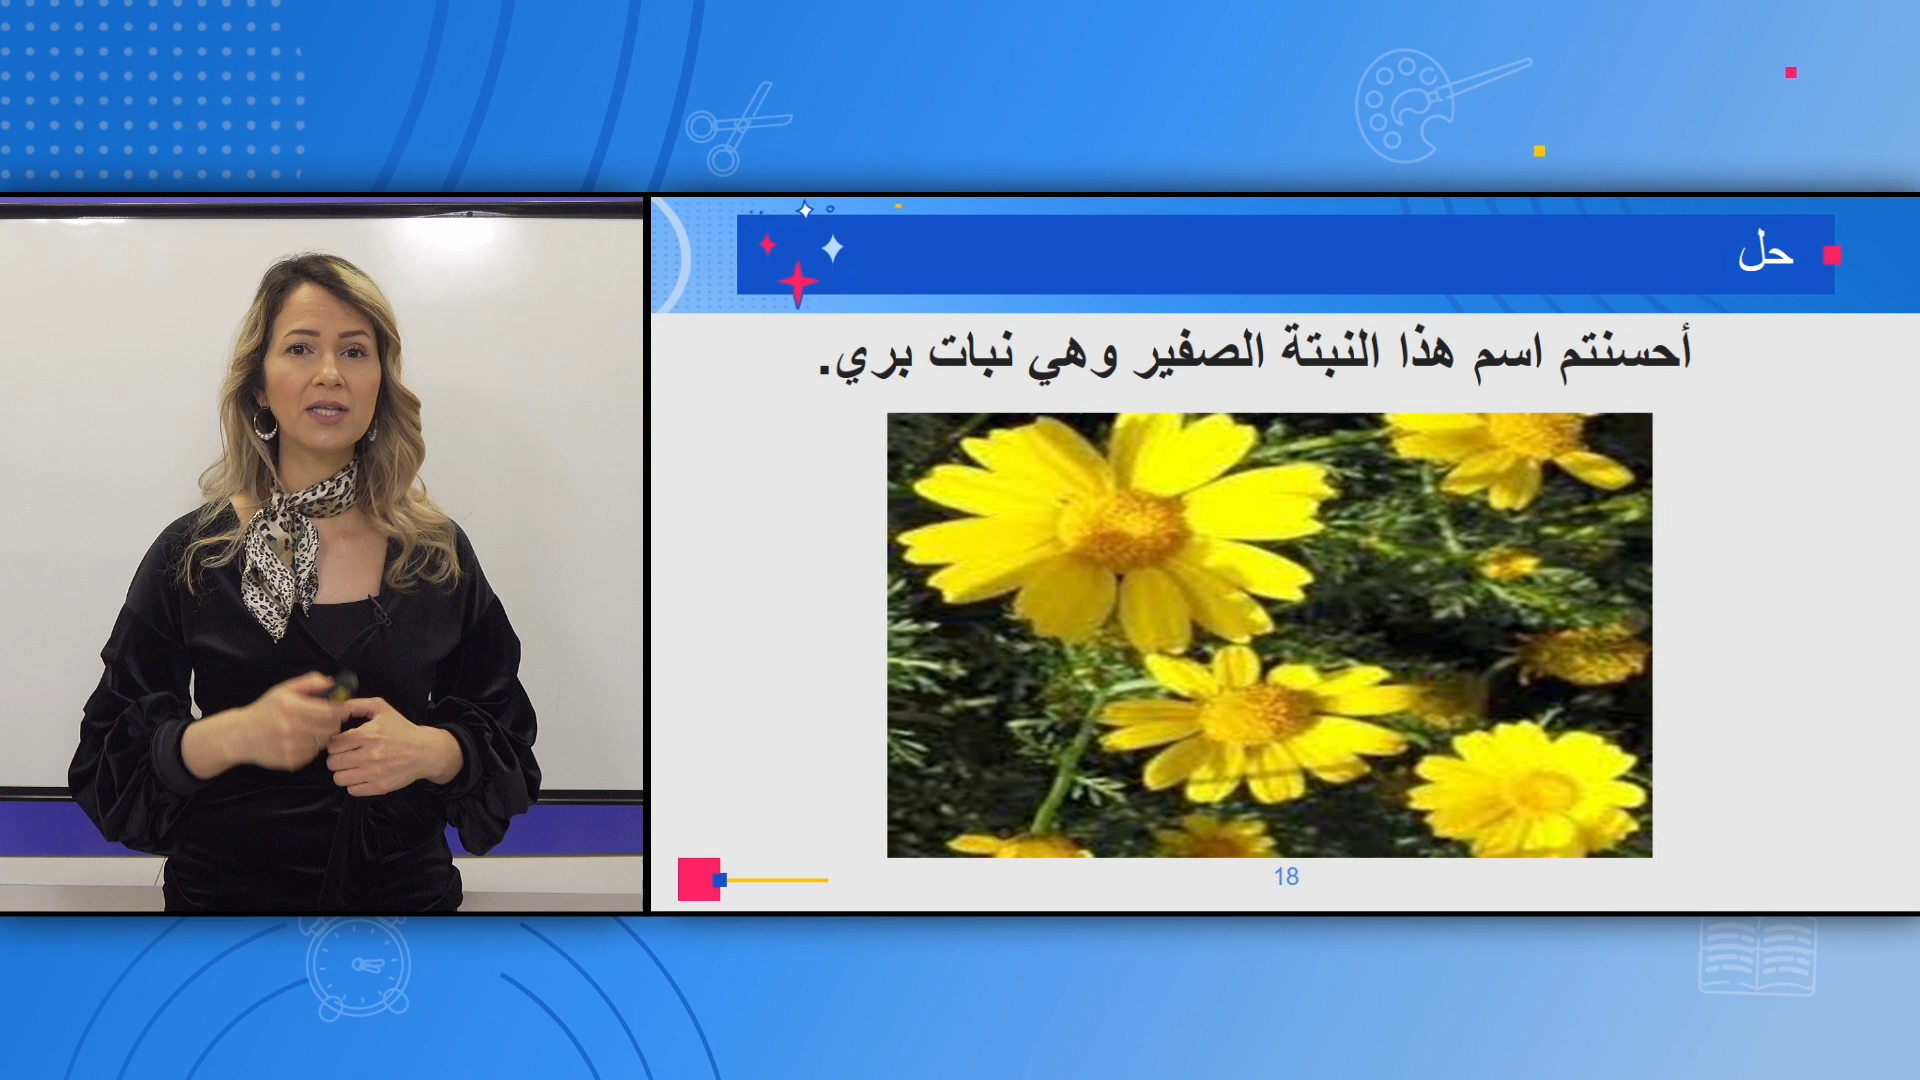 حل
أحسنتم اسم هذا النبتة الصفير وهي نبات بري.
18